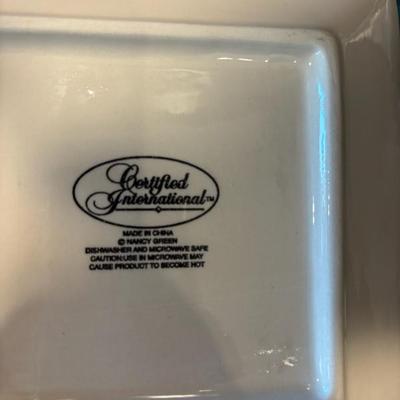 Certified
International™
MADE IN CHINA
© NANCY GREEN
DISHWASHER AND MICROWAVE SAFE
CAUTION:USE IN MICROWAVE MAY
CAUSE PRODUCT TO BECOME HOT